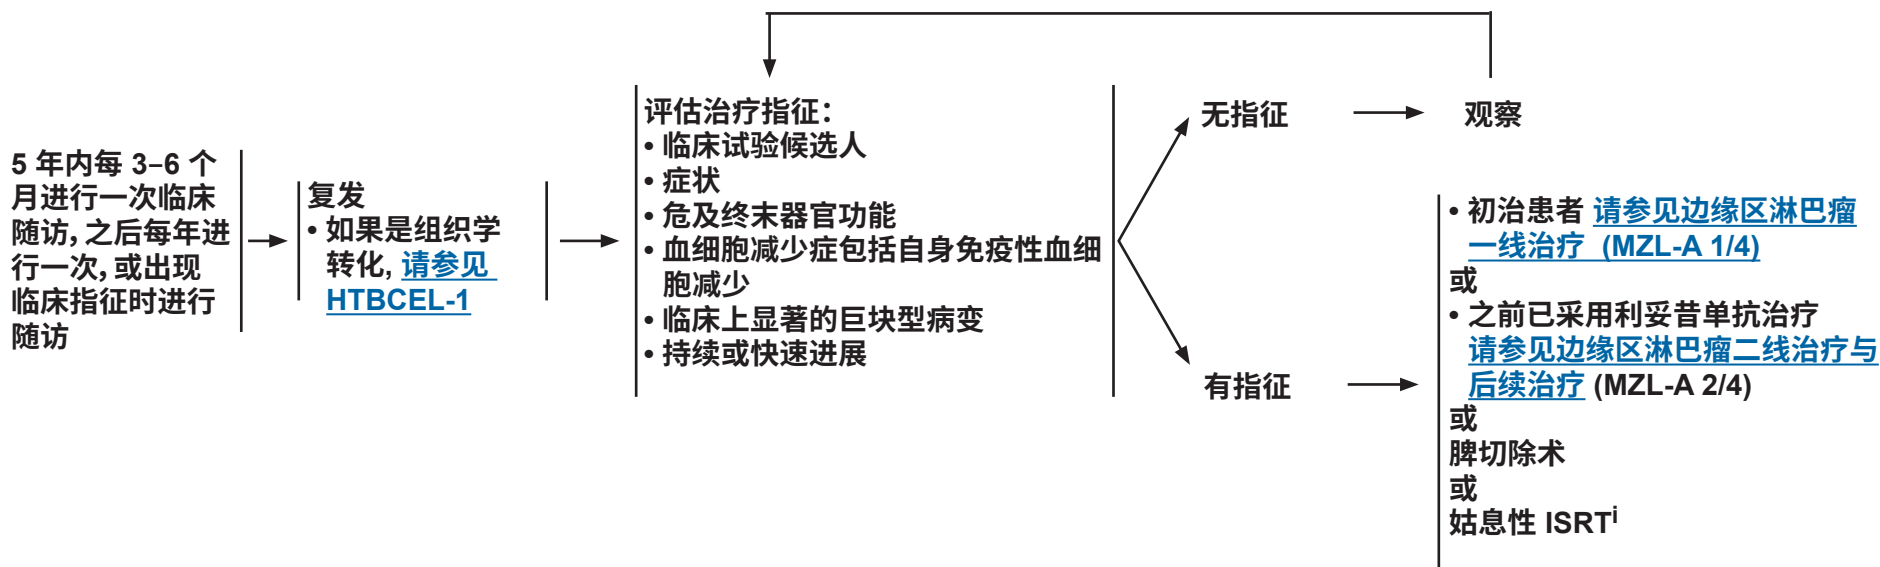 5 年内每 3–6 个
月进行一次临床
随访，之后每年进
行一次，或出现
临床指征时进行
随访
复发
• 如果是组织学
转化, 请参见
HTBCEL-1
评估治疗指征：
• 临床试验候选人
• 症状
• 危及终末器官功能
• 血细胞减少症包括自身免疫性血细
胞减少
• 临床上显著的巨块型病变
• 持续或快速进展
无指征
观察
有指征
• 初治患者 请参见边缘区淋巴瘤
一线治疗 (MZL-A 1/4)
或
• 之前已采用利妥昔单抗治疗
请参见边缘区淋巴瘤二线治疗与
后续治疗 (MZL-A 2/4)
或
脾切除术
或
姑息性 ISRTⁱ